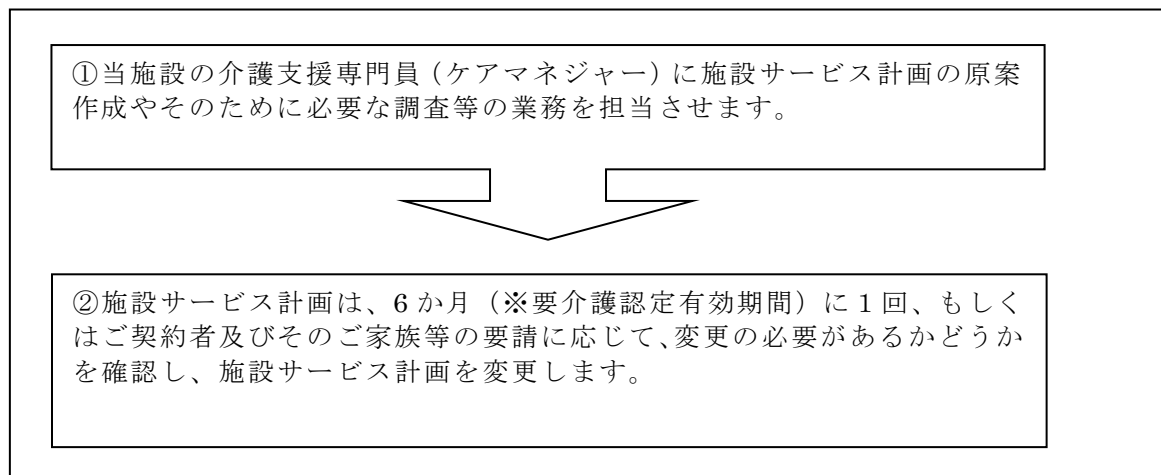 ①当施設の介護支援専門員（ケアマネジャー）に施設サービス計画の原案
作成やそのために必要な調査等の業務を担当させます。
②施設サービス計画は、6 か月（※要介護認定有効期間）に 1 回、もしく
はご契約者及びそのご家族等の要請に応じて、変更の必要があるかどうか
を確認し、施設サービス計画を変更します。